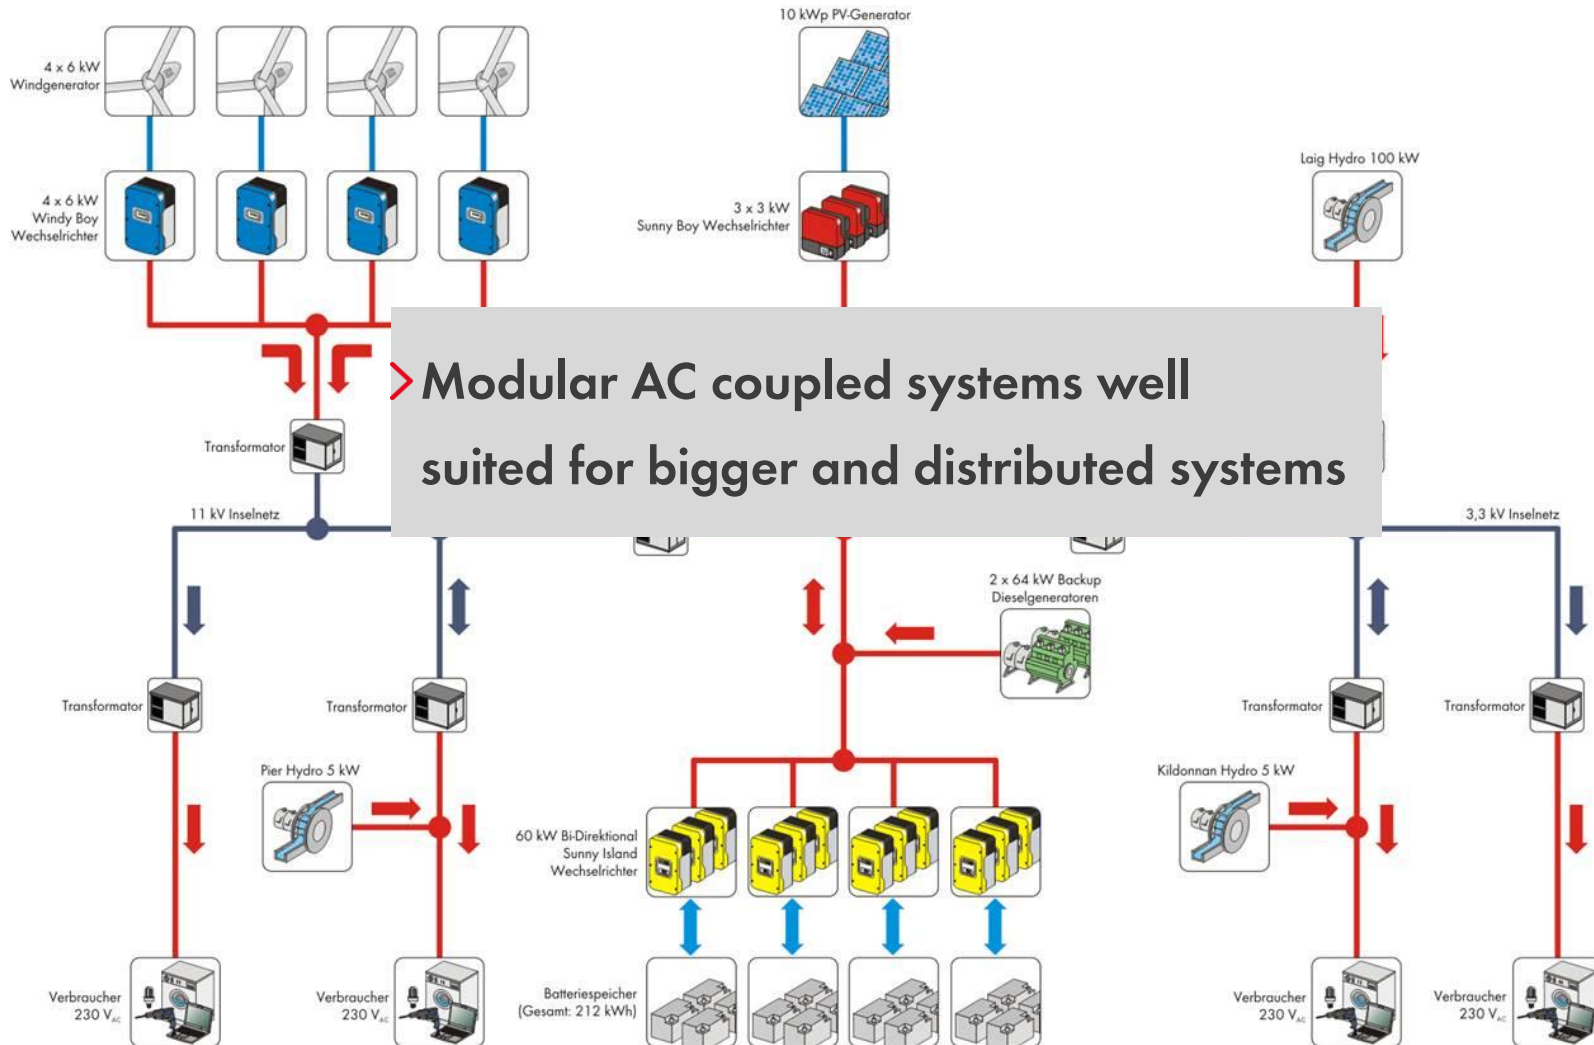 10 kWp PV-Generator
4 x 6 kW
Windgenerator
Laig Hydro 100 kW
4 x 6 kW
Windy Boy
Wechselrichter
3 x 3 kW
Sunny Boy Wechselrichter
Modular AC coupled systems well
suited for bigger and distributed systems
Transformator
11 kV Inselnetz
3,3 kV Inselnetz
2 x 64 kW Backup
Dieselgeneratoren
Transformator
Transformator
Transformator
Transformator
Pier Hydro 5 kW
Kildonnan Hydro 5 kW
60 kW Bi-Direktional
Sunny Island
Wechselrichter
Verbraucher
230 VAC
Verbraucher
230 VAC
Batteriespeicher
(Gesamt: 212 kWh)
Verbraucher
230 VAC
Verbraucher
230 VAC